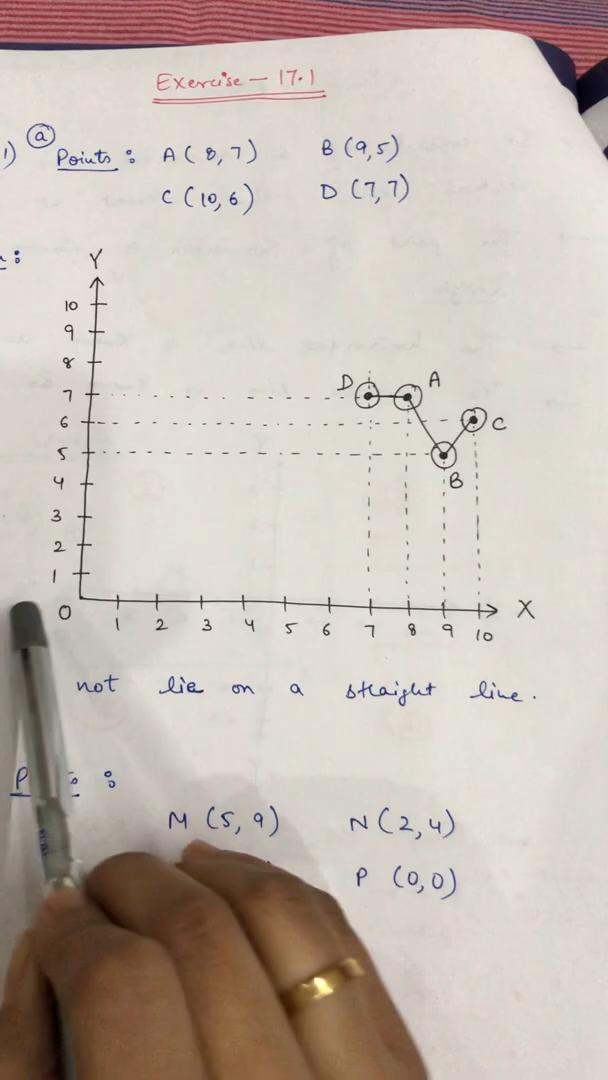 Exercise - 17.1
1) (a) Points : A (8, 7) B (9,5)
C (10, 6) D (7, 7)
Y
10
9
8
7 D A
6 C
5
4 B
3
2
1
0 1 2 3 4 5 6 7 8 9 10 X
not lie on a straight line.
M (5, 9) N (2, 4)
P (0,0)